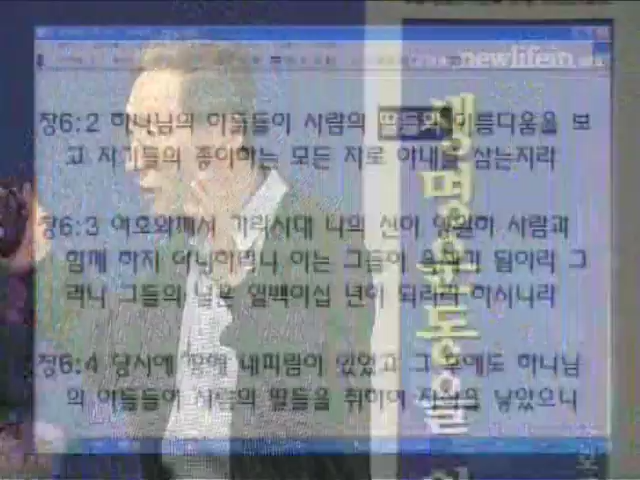 newlifein
창6:2 하나님의 아들들이 사람의 딸들의 아름다움을 보
고 자기들의 좋아하는 모든 자로 아내를 삼는지라
창6:3 여호와께서 가라사대 나의 신이 영원히 사람과
함께 하지 아니하리니 이는 그들이 육체가 됨이라 그
러나 그들의 날은 일백이십 년이 되리라 하시니라
창6:4 당시에 땅에 네피림이 있었고 그 후에도 하나님
의 아들들이 사람의 딸들을 취하여 자식을 낳았으니
생명